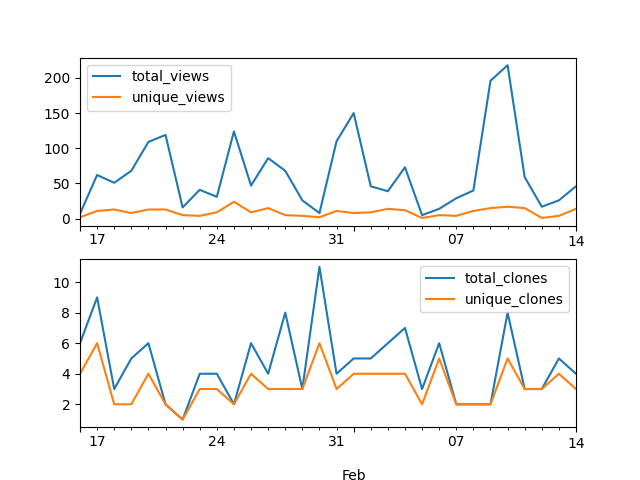 200
150
100
50
0
total_views
unique_views
17 24 31 07 14
10
8
6
4
2
total_clones
unique_clones
17 24 31 07 14
Feb